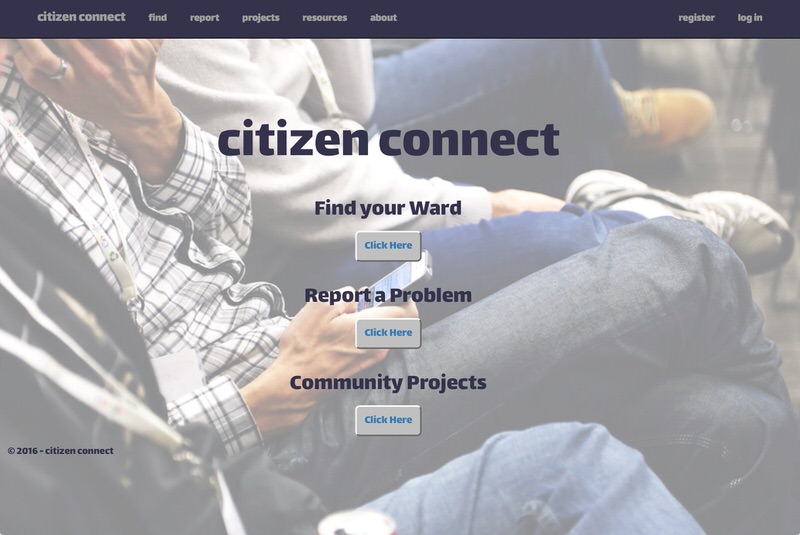 citizen connect find report projects resources about register log in
citizen connect
Find your Ward
Click Here
Report a Problem
Click Here
Community Projects
Click Here
© 2016 - citizen connect